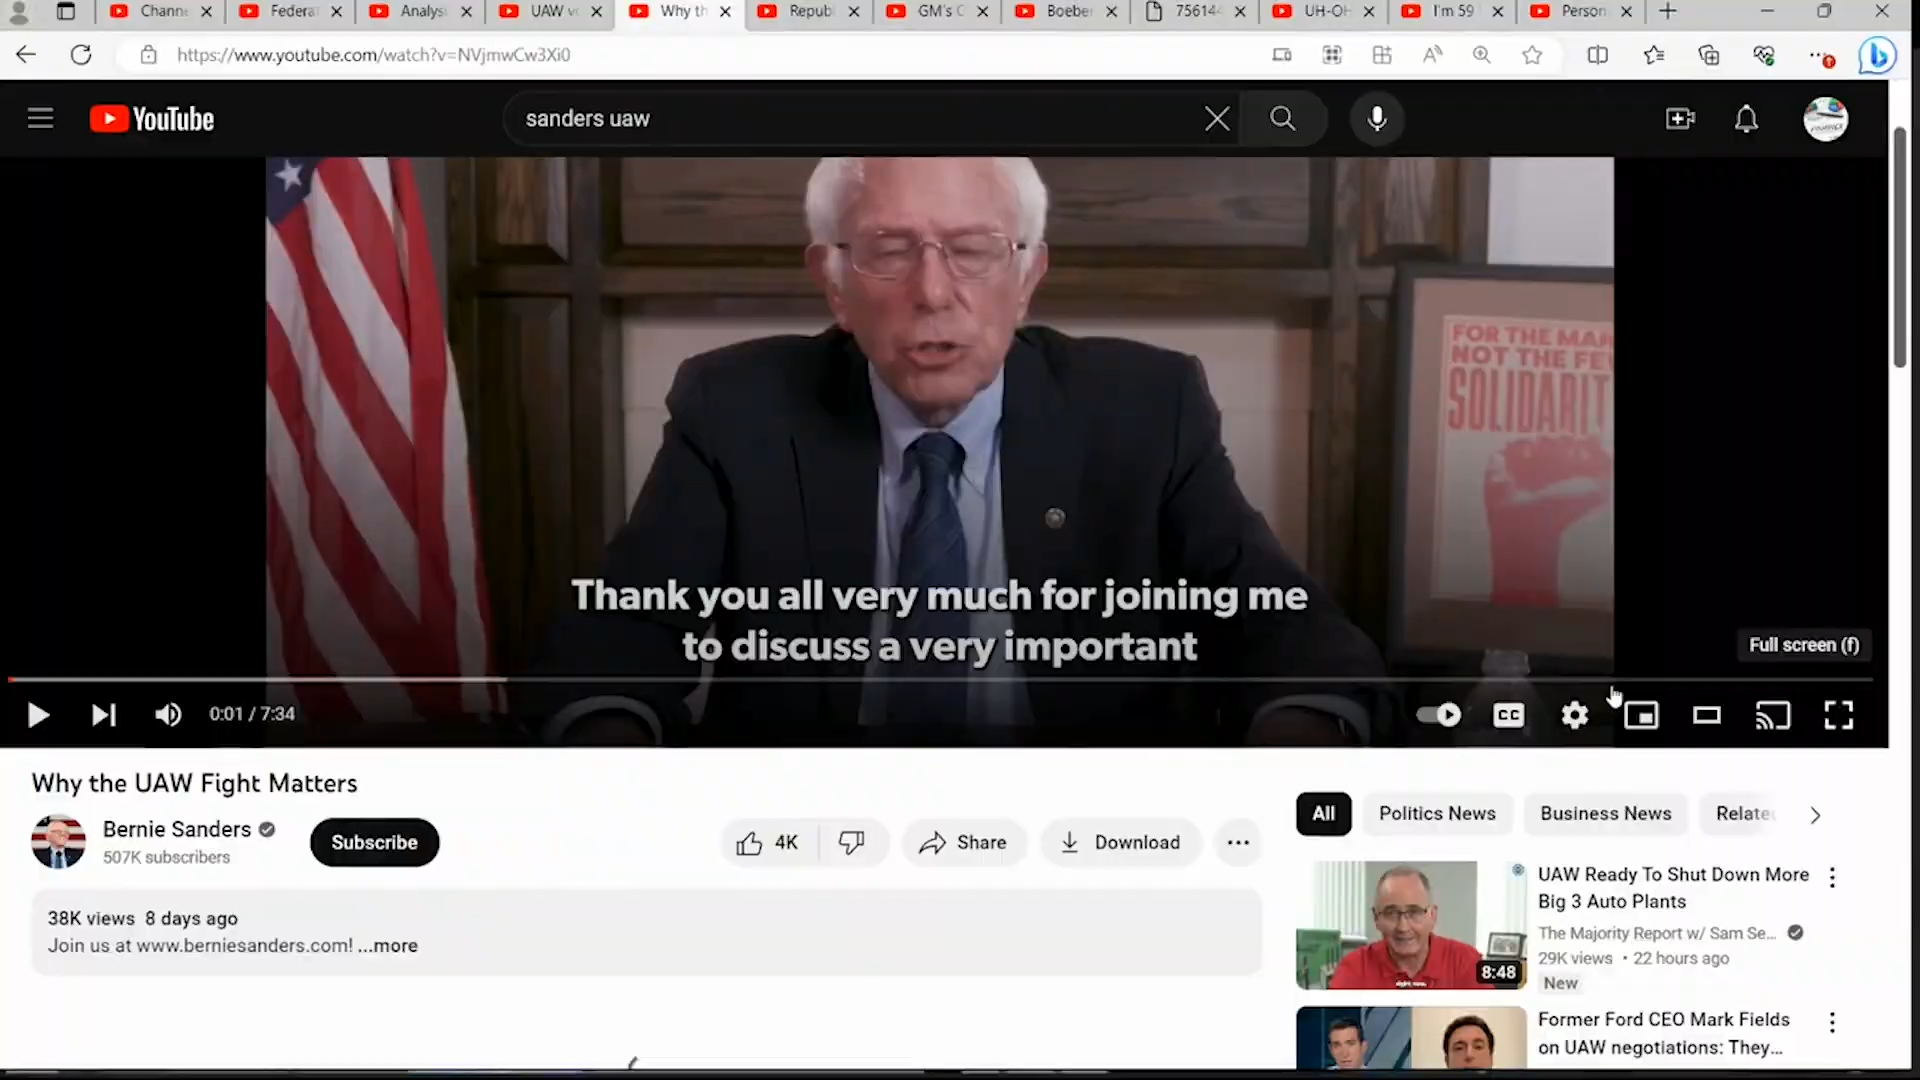 Chann
Federa
Analys
UAW v
Why th
Repub
GM's C
Boeber
75614
UH-OH
I'm 59
Person
https://www.youtube.com/watch?v=NVjmwCw3Xi0
YouTube
sanders uaw
FOR THE MAN
NOT THE FEW
SOLIDARIT
Thank you all very much for joining me
to discuss a very important
Full screen (f)
0:01 / 7:34
CC
Why the UAW Fight Matters
Bernie Sanders
507K subscribers
Subscribe
4K
Share
Download
38K views 8 days ago
Join us at www.berniesanders.com! ...more
All
Politics News
Business News
Relate
UAW Ready To Shut Down More
Big 3 Auto Plants
The Majority Report w/ Sam Se...
29K views • 22 hours ago
New
8:48
Former Ford CEO Mark Fields
on UAW negotiations: They...